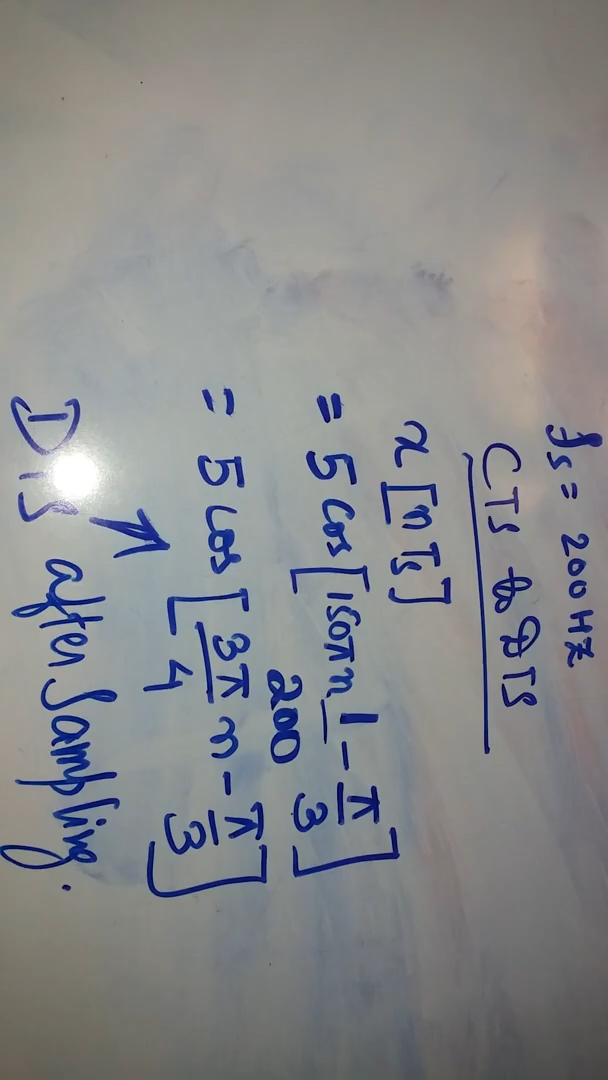 fs = 200 Hz
CTS to DTS
x[nTs]
= 5 cos[150πn 1/200 - π/3]
= 5 cos[3π/4 n - π/3]
↑
DTS after Sampling.